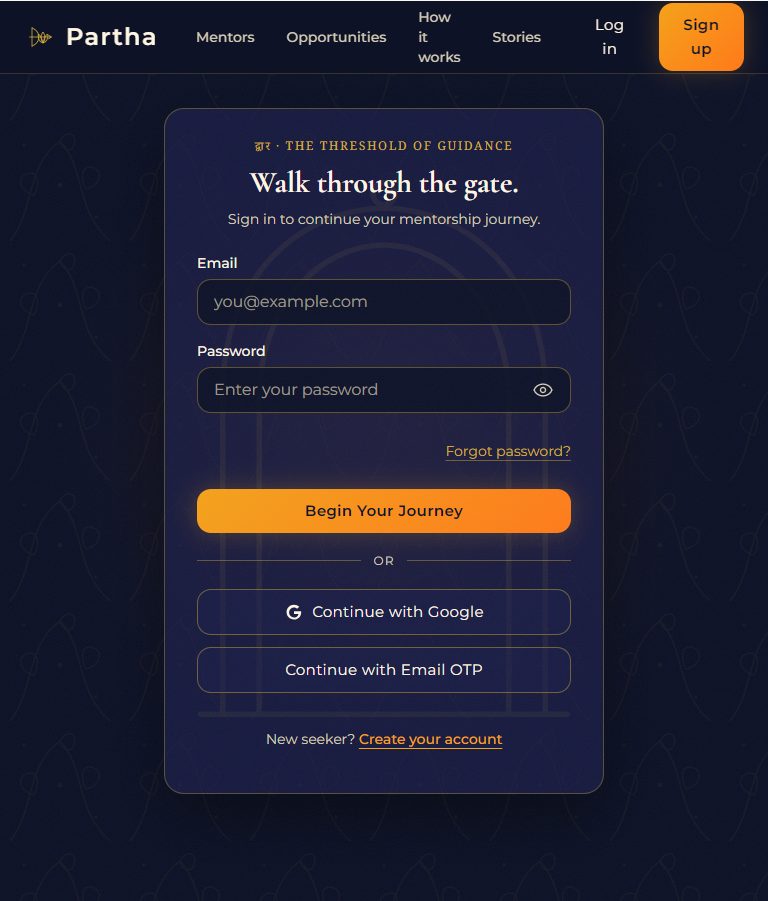 Partha
Mentors
Opportunities
How
it
works
Stories
Log
in
Sign
up
द्वार · THE THRESHOLD OF GUIDANCE
Walk through the gate.
Sign in to continue your mentorship journey.
Email
you@example.com
Password
Enter your password
Forgot password?
Begin Your Journey
OR
Continue with Google
Continue with Email OTP
New seeker? Create your account